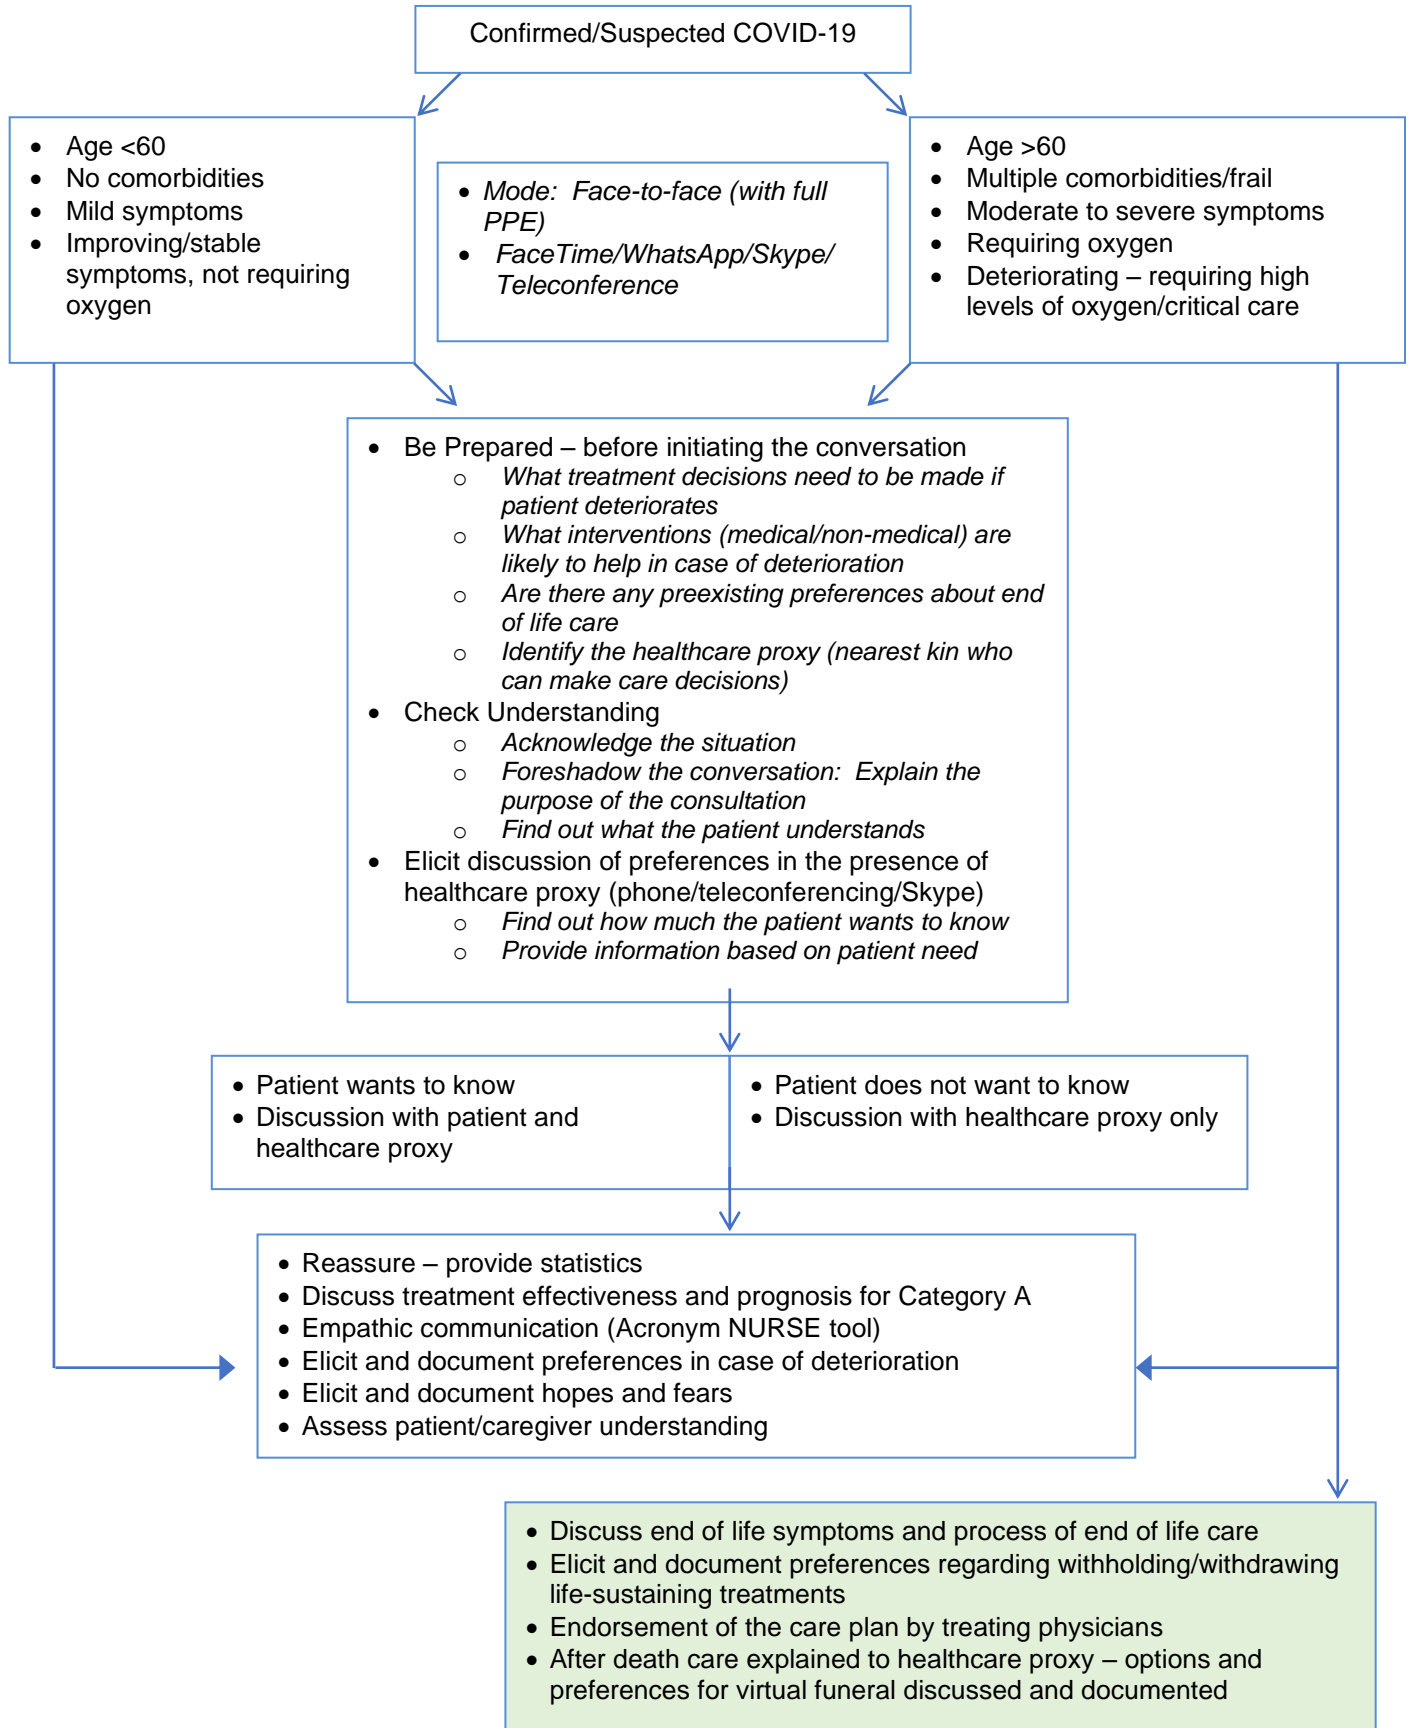 Confirmed/Suspected COVID-19
• Age <60
• No comorbidities
• Mild symptoms
• Improving/stable
symptoms, not requiring
oxygen
• Mode: Face-to-face (with full
PPE)
• FaceTime/WhatsApp/Skype/
Teleconference
• Age >60
• Multiple comorbidities/frail
• Moderate to severe symptoms
• Requiring oxygen
• Deteriorating – requiring high
levels of oxygen/critical care
• Be Prepared – before initiating the conversation
o What treatment decisions need to be made if
patient deteriorates
o What interventions (medical/non-medical) are
likely to help in case of deterioration
o Are there any preexisting preferences about end
of life care
o Identify the healthcare proxy (nearest kin who
can make care decisions)
• Check Understanding
o Acknowledge the situation
o Foreshadow the conversation: Explain the
purpose of the consultation
o Find out what the patient understands
• Elicit discussion of preferences in the presence of
healthcare proxy (phone/teleconferencing/Skype)
o Find out how much the patient wants to know
o Provide information based on patient need
• Patient wants to know
• Discussion with patient and
healthcare proxy
• Patient does not want to know
• Discussion with healthcare proxy only
• Reassure – provide statistics
• Discuss treatment effectiveness and prognosis for Category A
• Empathic communication (Acronym NURSE tool)
• Elicit and document preferences in case of deterioration
• Elicit and document hopes and fears
• Assess patient/caregiver understanding
• Discuss end of life symptoms and process of end of life care
• Elicit and document preferences regarding withholding/withdrawing
life-sustaining treatments
• Endorsement of the care plan by treating physicians
• After death care explained to healthcare proxy – options and
preferences for virtual funeral discussed and documented